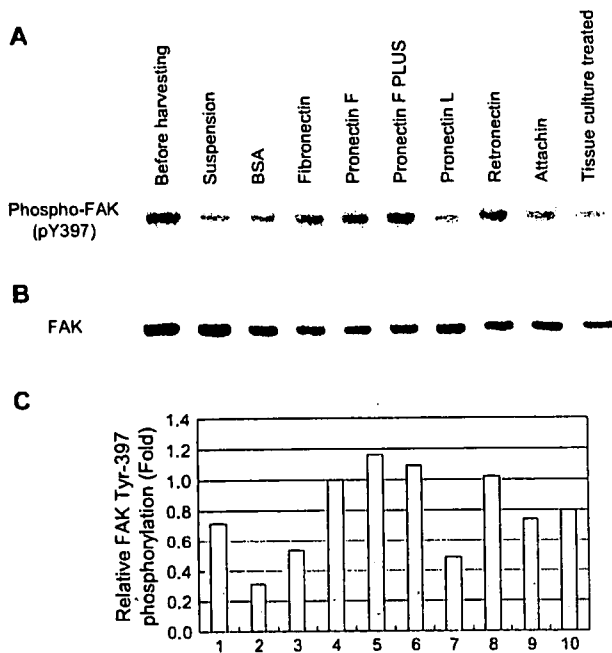 A
Before harvesting
Suspension
BSA
Fibronectin
Pronectin F
Pronectin F PLUS
Pronectin L
Retronectin
Attachin
Tissue culture treated
Phospho-FAK
(pY397)
B
FAK
C
Relative FAK Tyr-397
phosphorylation (Fold)
1.4
1.2
1.0
0.8
0.6
0.4
0.2
0.0
1 2 3 4 5 6 7 8 9 10